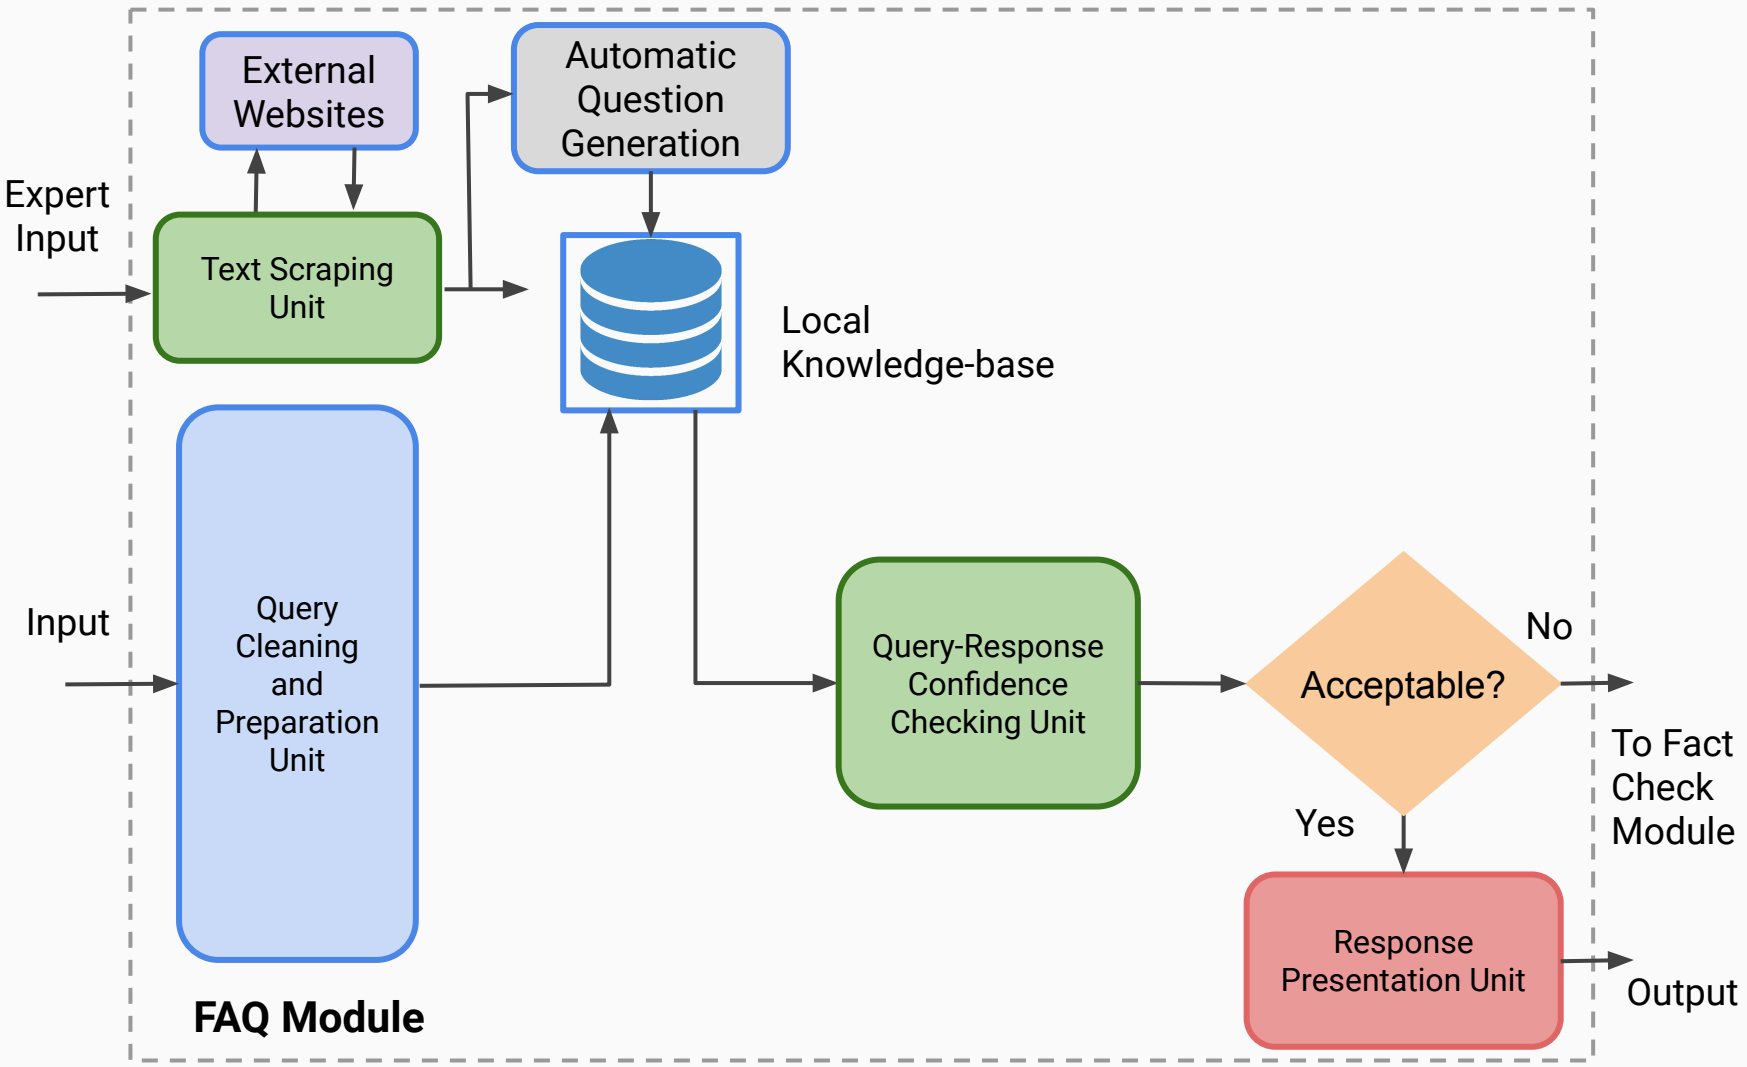 External
Websites
Automatic
Question
Generation
Expert
Input
Text Scraping
Unit
Local
Knowledge-base
Input
Query
Cleaning
and
Preparation
Unit
Query-Response
Confidence
Checking Unit
Acceptable?
No
To Fact
Check
Module
Yes
Response
Presentation Unit
Output
FAQ Module